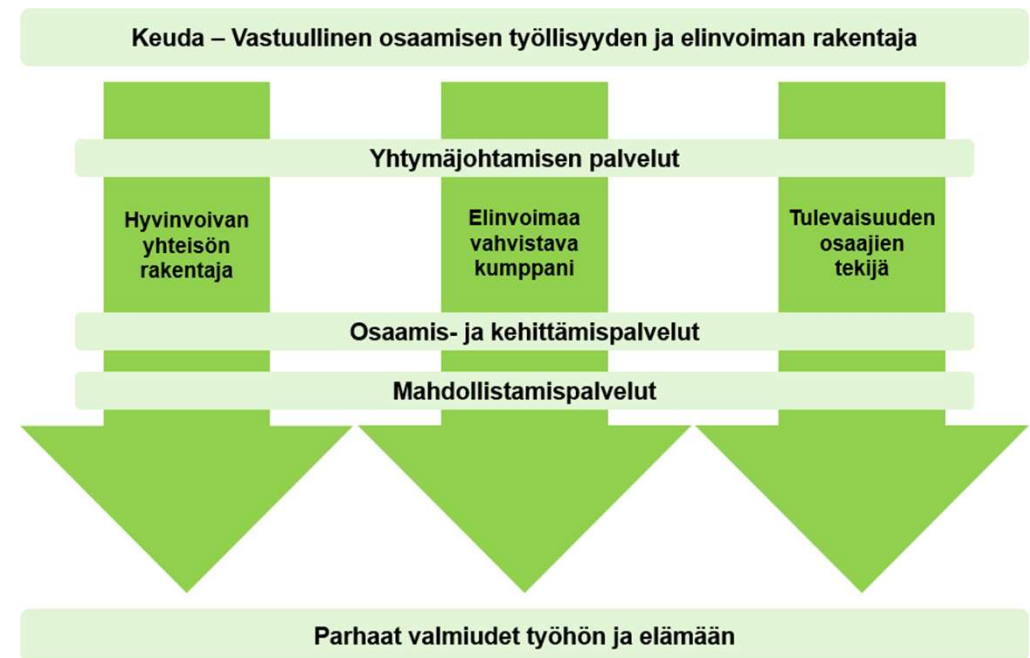 Keuda – Vastuullinen osaamisen työllisyyden ja elinvoiman rakentaja
Yhtymäjohtamisen palvelut
Hyvinvoivan
yhteisön
rakentaja
Elinvoimaa
vahvistava
kumppani
Tulevaisuuden
osaajien
tekijä
Osaamis- ja kehittämispalvelut
Mahdollistamispalvelut
Parhaat valmiudet työhön ja elämään